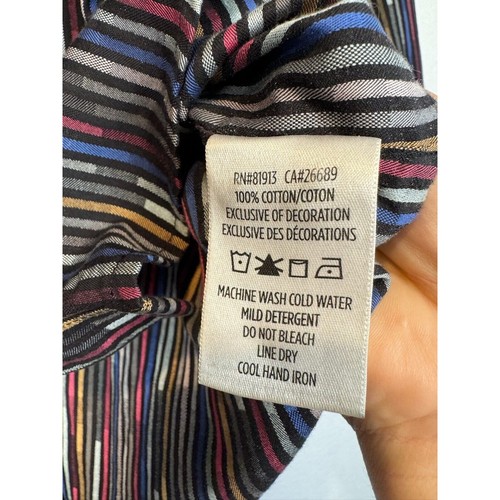 RN#81913 CA#26689
100% COTTON/COTON
EXCLUSIVE OF DECORATION
EXCLUSIVE DES DÉCORATIONS
MACHINE WASH COLD WATER
MILD DETERGENT
DO NOT BLEACH
LINE DRY
COOL HAND IRON